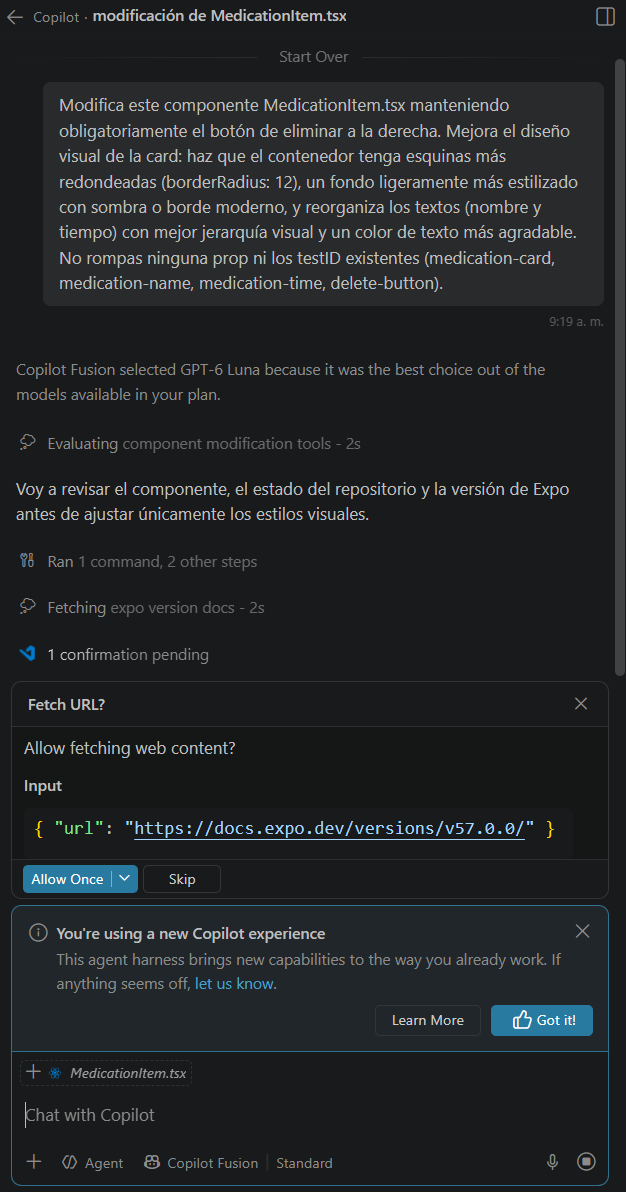 Copilot · modificación de MedicationItem.tsx
Start Over
Modifica este componente MedicationItem.tsx manteniendo
obligatoriamente el botón de eliminar a la derecha. Mejora el diseño
visual de la card: haz que el contenedor tenga esquinas más
redondeadas (borderRadius: 12), un fondo ligeramente más estilizado
con sombra o borde moderno, y reorganiza los textos (nombre y
tiempo) con mejor jerarquía visual y un color de texto más agradable.
No rompas ninguna prop ni los testID existentes (medication-card,
medication-name, medication-time, delete-button).
9:19 a. m.
Copilot Fusion selected GPT-6 Luna because it was the best choice out of the
models available in your plan.
Evaluating component modification tools - 2s
Voy a revisar el componente, el estado del repositorio y la versión de Expo
antes de ajustar únicamente los estilos visuales.
Ran 1 command, 2 other steps
Fetching expo version docs - 2s
1 confirmation pending
Fetch URL?
Allow fetching web content?
Input
{ "url": "https://docs.expo.dev/versions/v57.0.0/" }
Allow Once
Skip
You're using a new Copilot experience
This agent harness brings new capabilities to the way you already work. If
anything seems off, let us know.
Learn More
Got it!
MedicationItem.tsx
Chat with Copilot
Agent
Copilot Fusion
Standard